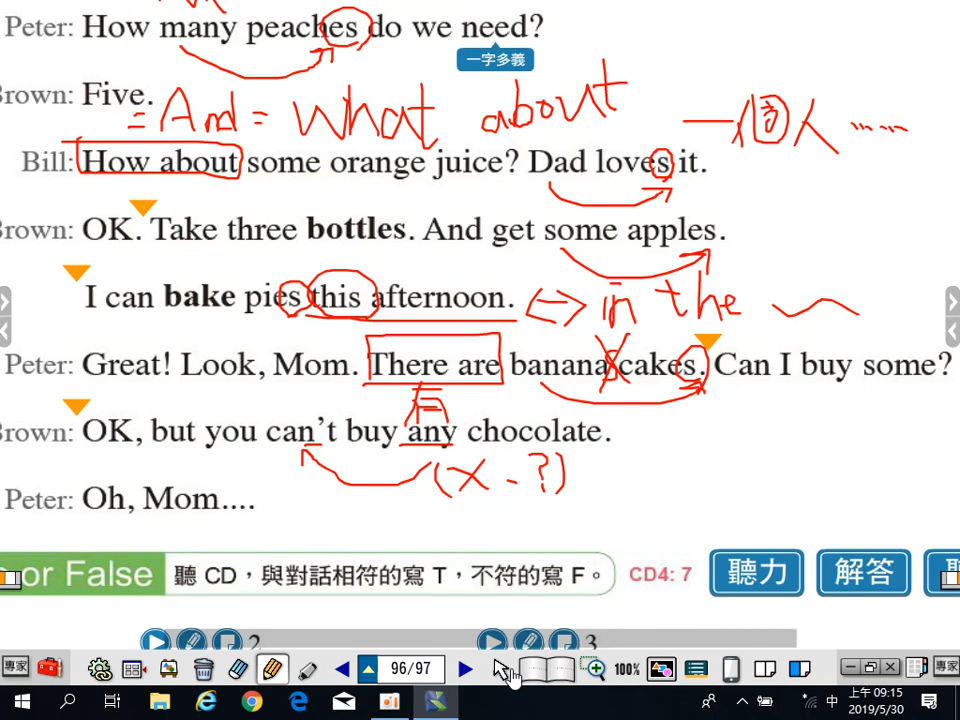 Peter: How many peaches do we need?
一字多義
rown: Five.
= And = What about
一個人......
Bill: How about some orange juice? Dad loves it.
rown: OK. Take three bottles. And get some apples.
I can bake pies this afternoon. <-> in the ~
Peter: Great! Look, Mom. There are banana cakes. Can I buy some?
有
rown: OK, but you can't buy any chocolate.
(X - ?)
Peter: Oh, Mom....
or False 聽 CD，與對話相符的寫 T，不符的寫 F。 CD4: 7 聽力 解答
2 3
專家 96/97 100% 專家
中 上午 09:15
2019/5/30